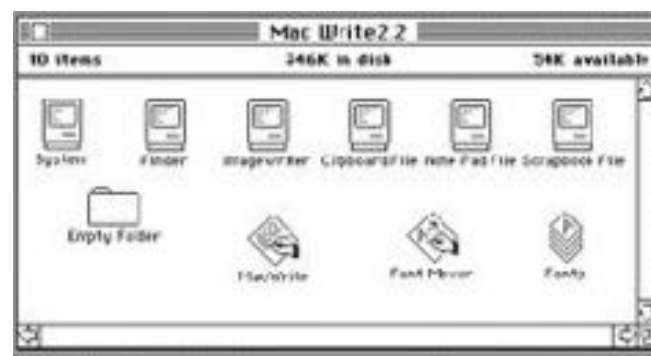 Mac Write2.2
10 items 346K in disk 54K available
System Finder Imagewriter Clipboard File Note Pad File Scrapbook File
Empty Folder
MacWrite Font Mover Fonts